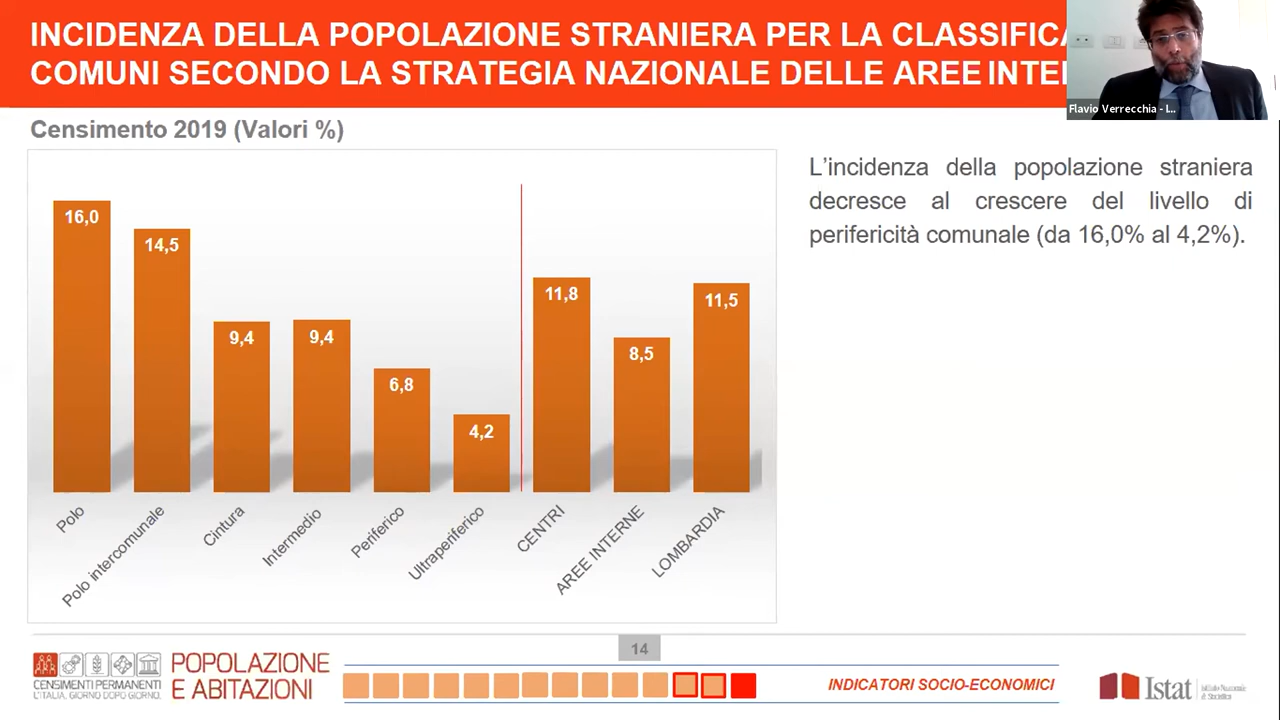 INCIDENZA DELLA POPOLAZIONE STRANIERA PER LA
COMUNI SECONDO LA STRATEGIA NAZIONALE DELLE AREE
Flavio Verrecchia - I...
Censimento 2019 (Valori %)
L'incidenza della popolazione straniera
decresce al crescere del livello di
perifericità comunale (da 16,0% al 4,2%).
16,0
14,5
9,4
9,4
6,8
4,2
11,8
8,5
11,5
Polo
Polo intercomunale
Cintura
Intermedio
Periferico
Ultraperiferico
CENTRI
AREE INTERNE
LOMBARDIA
14
CENSIMENTI PERMANENTI
L'ITALIA, GIORNO DOPO GIORNO.
POPOLAZIONE
E ABITAZIONI
INDICATORI SOCIO-ECONOMICI
Istat
Istituto Nazionale
di Statistica